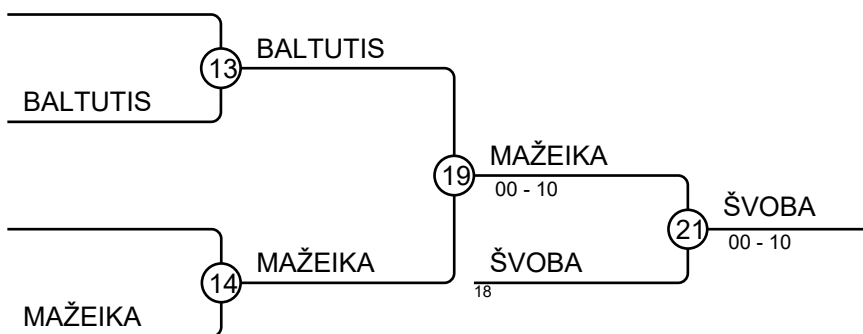 BALTUTIS
13
BALTUTIS
MAŽEIKA
19
00 - 10
ŠVOBA
21
00 - 10
MAŽEIKA
14
ŠVOBA
18
MAŽEIKA